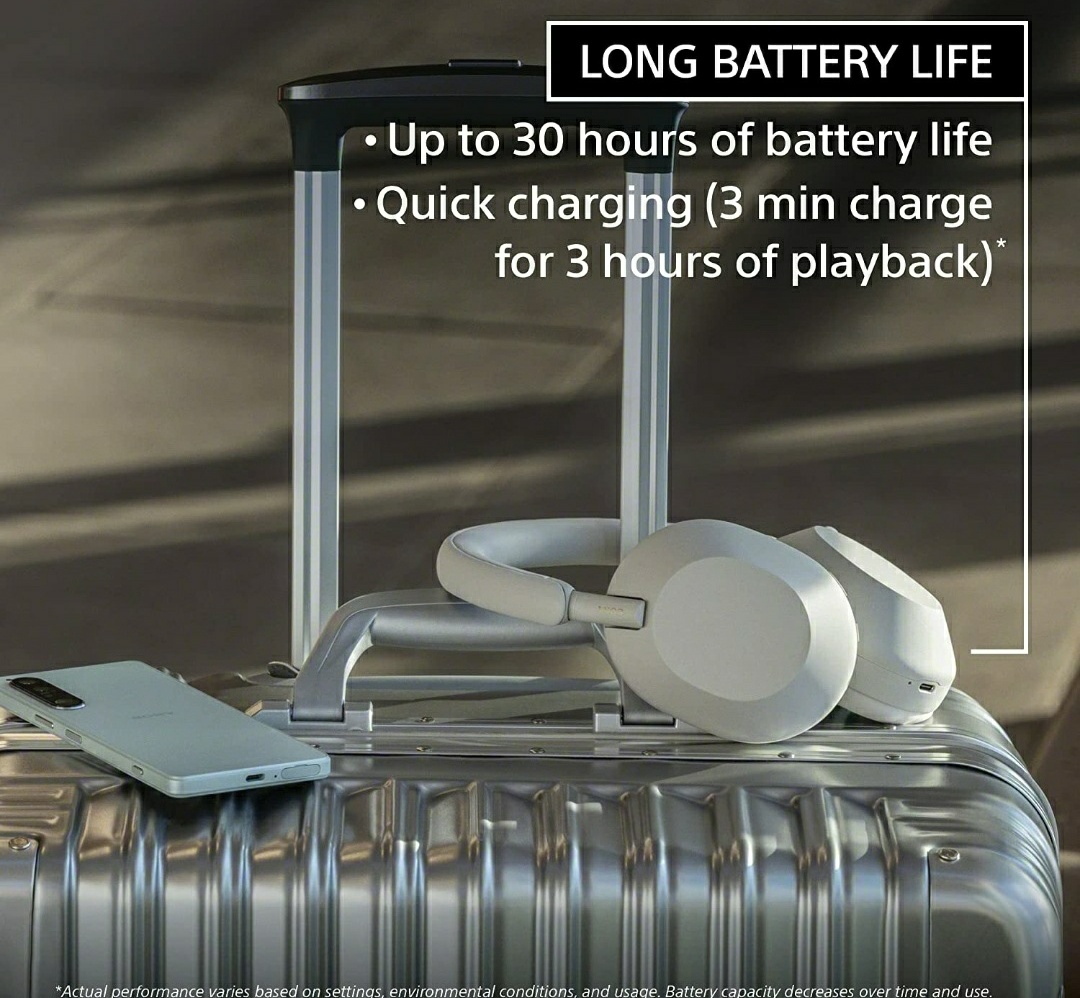 LONG BATTERY LIFE
• Up to 30 hours of battery life
• Quick charging (3 min charge
for 3 hours of playback)*
*Actual performance varies based on settings, environmental conditions, and usage. Battery capacity decreases over time and use.